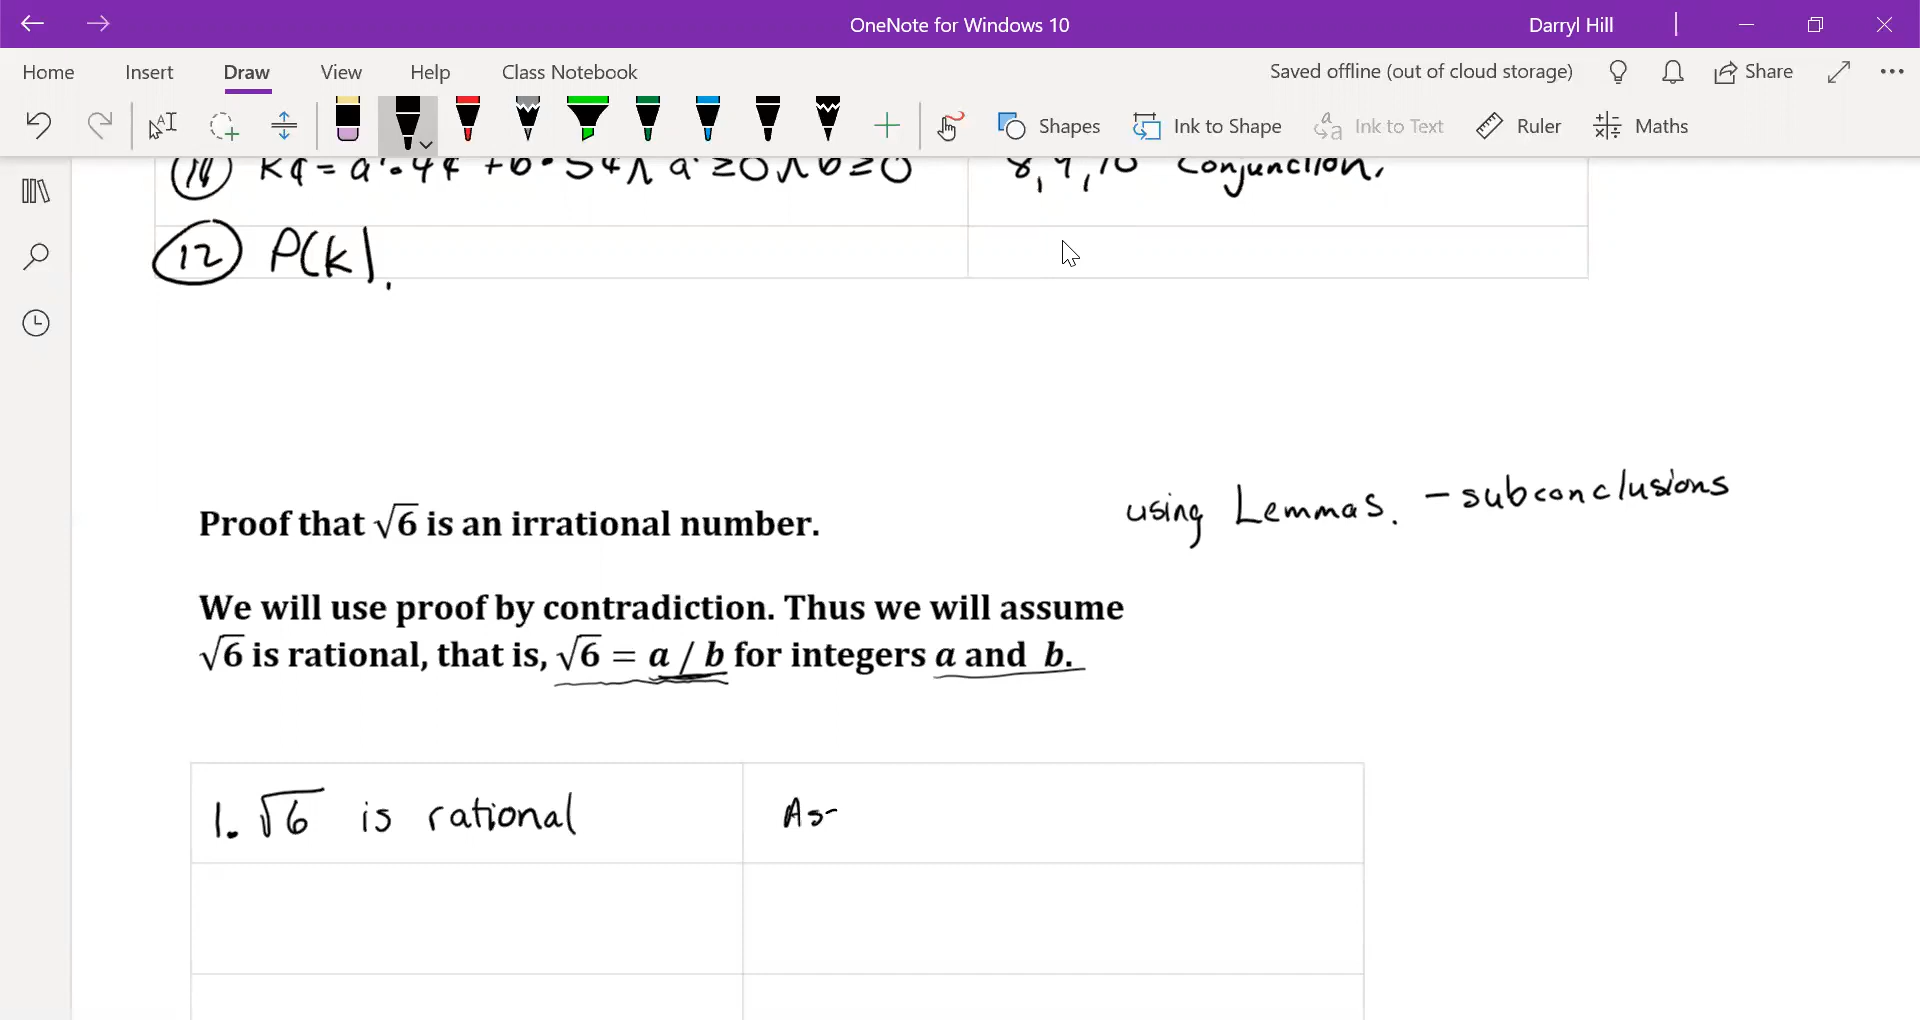 OneNote for Windows 10
Darryl Hill
Home Insert Draw View Help Class Notebook
Saved offline (out of cloud storage)
Share
Shapes Ink to Shape Ink to Text Ruler Maths
8, 9, 10 Conjunction.
12 P(k).
using Lemmas. - subconclusions
Proof that √6 is an irrational number.
We will use proof by contradiction. Thus we will assume
√6 is rational, that is, √6 = a / b for integers a and b.
1. √6 is rational
As